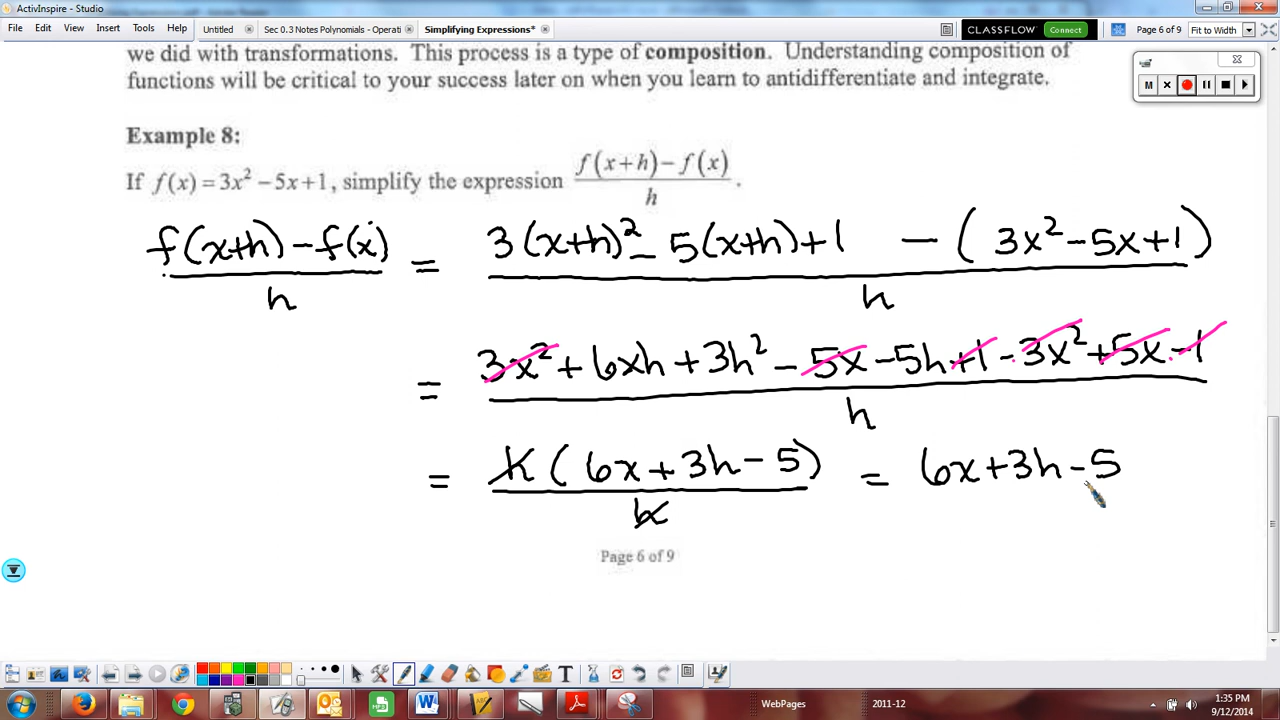 ActivInspire - Studio
File Edit View Insert Tools Help Untitled Sec 0.3 Notes Polynomials - Operati Simplifying Expressions* CLASSFLOW Connect Page 6 of 9 Fit to Width
we did with transformations. This process is a type of composition. Understanding composition of
functions will be critical to your success later on when you learn to antidifferentiate and integrate.
M
Example 8:
If f(x) = 3x² − 5x + 1, simplify the expression (f(x+h) − f(x))/h.
(f(x+h) − f(x))/h = (3(x+h)² − 5(x+h) + 1 − (3x² − 5x + 1))/h
= (3x² + 6xh + 3h² − 5x − 5h + 1 − 3x² + 5x − 1)/h
= h(6x + 3h − 5)/h = 6x + 3h − 5
Page 6 of 9
T
WebPages 2011-12 1:35 PM
9/12/2014